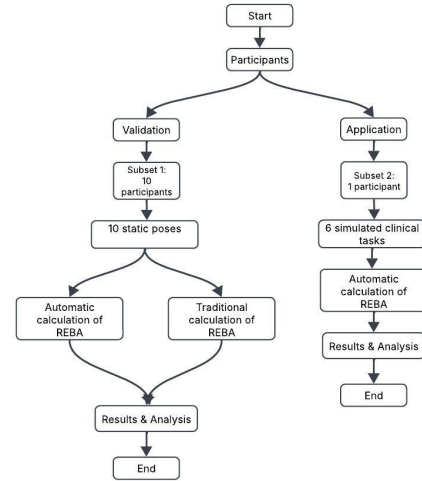 Start
Participants
Validation
Application
Subset 1:
10
participants
Subset 2:
1 participant
10 static poses
6 simulated clinical
tasks
Automatic
calculation of
REBA
Traditional
calculation of
REBA
Automatic
calculation of
REBA
Results & Analysis
Results & Analysis
End
End